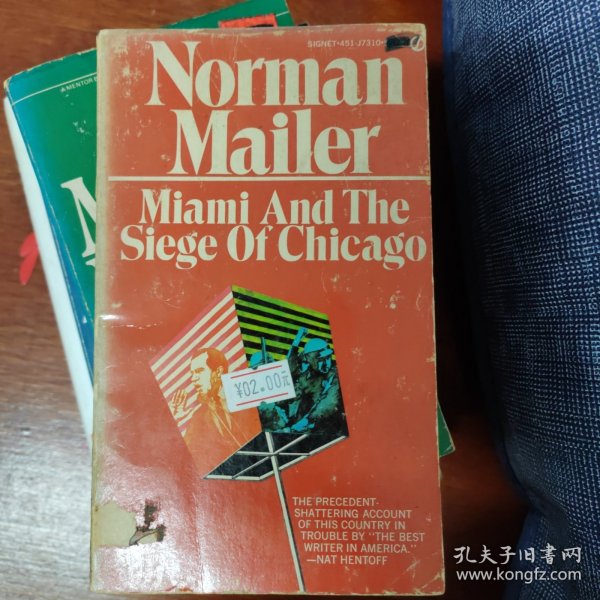 SIGNET·451-J7310
A MENTOR B
Norman
Mailer
Miami And The
Siege Of Chicago
¥02.00元
THE PRECEDENT-
SHATTERING ACCOUNT
OF THIS COUNTRY IN
TROUBLE BY "THE BEST
WRITER IN AMERICA."
—NAT HENTOFF
孔夫子旧书网
www.kongfz.com